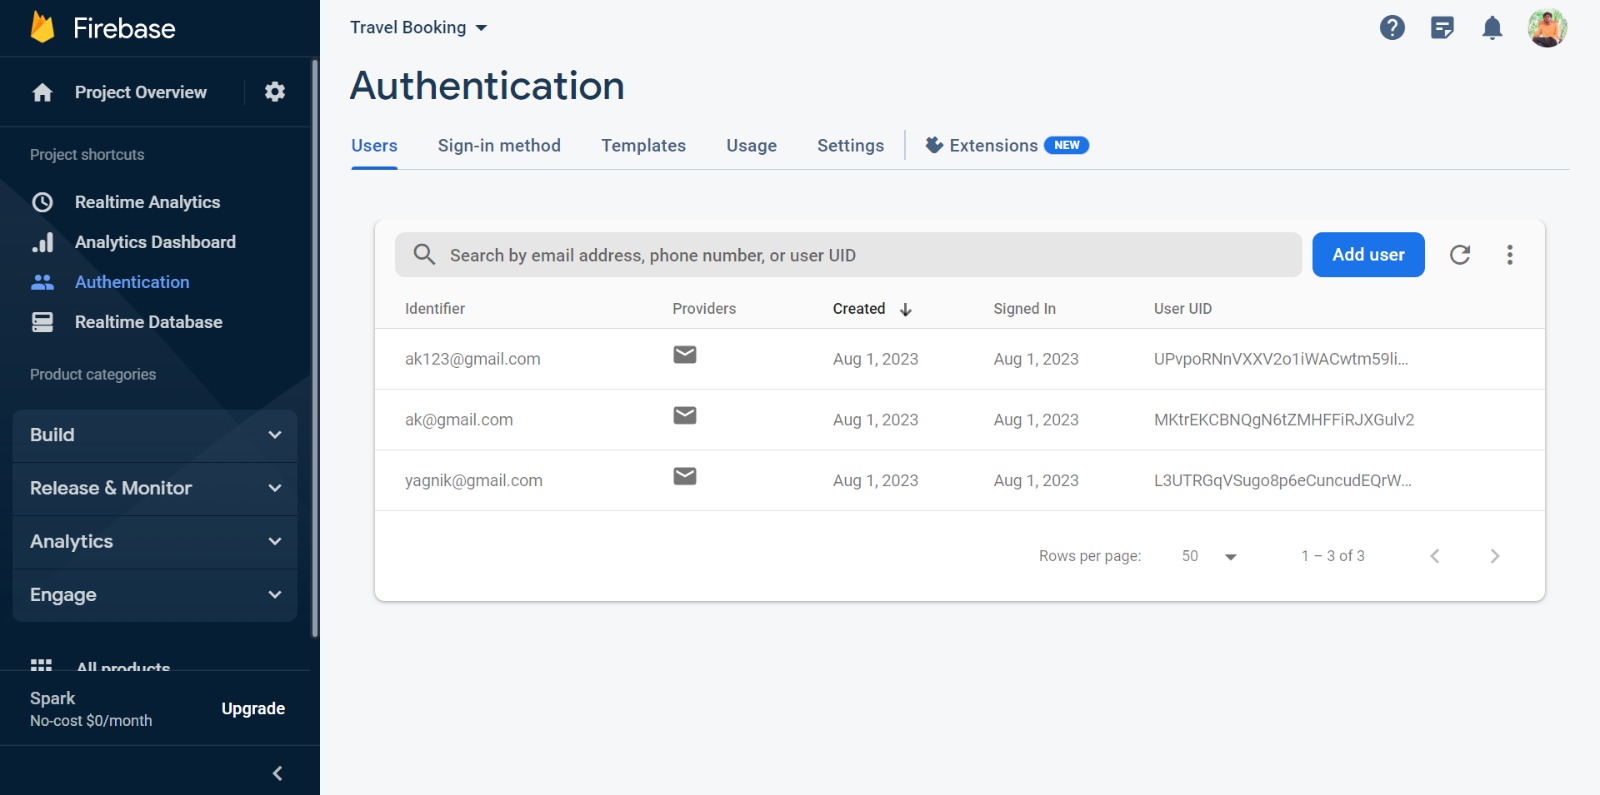 Firebase
Project Overview
Project shortcuts
Realtime Analytics
Analytics Dashboard
Authentication
Realtime Database
Product categories
Build
Release & Monitor
Analytics
Engage
All products
Spark
No-cost $0/month
Upgrade
Travel Booking
Authentication
Users Sign-in method Templates Usage Settings Extensions NEW
Search by email address, phone number, or user UID Add user
Identifier Providers Created Signed In User UID
ak123@gmail.com Aug 1, 2023 Aug 1, 2023 UPvpoRNnVXXV2o1iWACwtm59li...
ak@gmail.com Aug 1, 2023 Aug 1, 2023 MKtrEKCBNQgN6tZMHFFiRJXGulv2
yagnik@gmail.com Aug 1, 2023 Aug 1, 2023 L3UTRGqVSugo8p6eCuncudEQrW...
Rows per page: 50 1 – 3 of 3